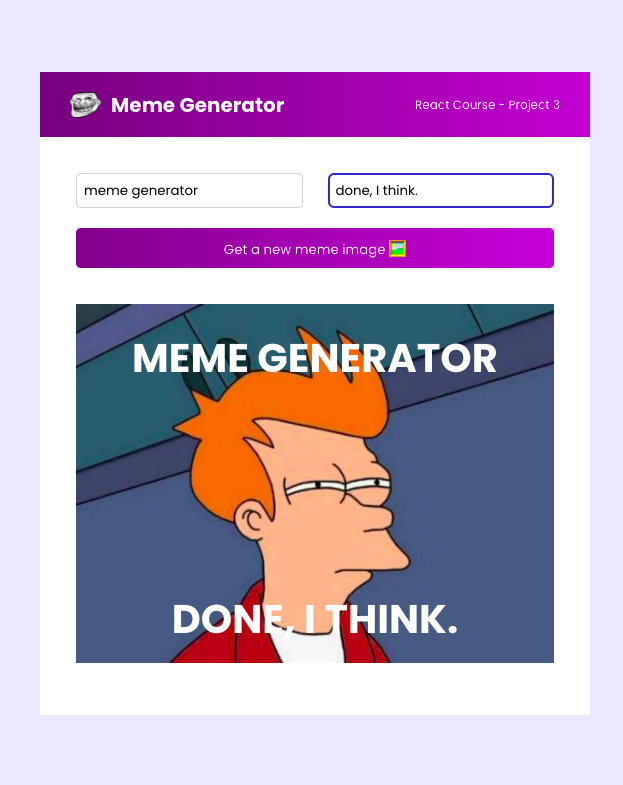 Meme Generator
React Course - Project 3
meme generator
done, I think.
Get a new meme image 🖼️
MEME GENERATOR
DONE, I THINK.